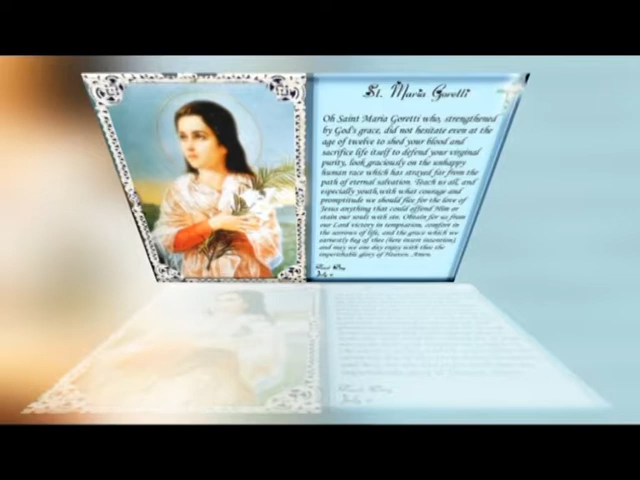 St. Maria Goretti
Oh Saint Maria Goretti who, strengthened
by God's grace, did not hesitate even at the
age of twelve to shed your blood and
sacrifice life itself to defend your virginal
purity, look graciously on the unhappy
human race which has strayed far from the
path of eternal salvation. Teach us all, and
especially youth, with what courage and
promptitude we should flee for the love of
Jesus anything that could offend Him or
stain our souls with sin. Obtain for us from
our Lord victory in temptation, comfort in
the sorrows of life, and the grace which we
earnestly beg of thee (here insert intention)
and may we one day enjoy with thee the
imperishable glory of Heaven. Amen.
Feast Day
July 6